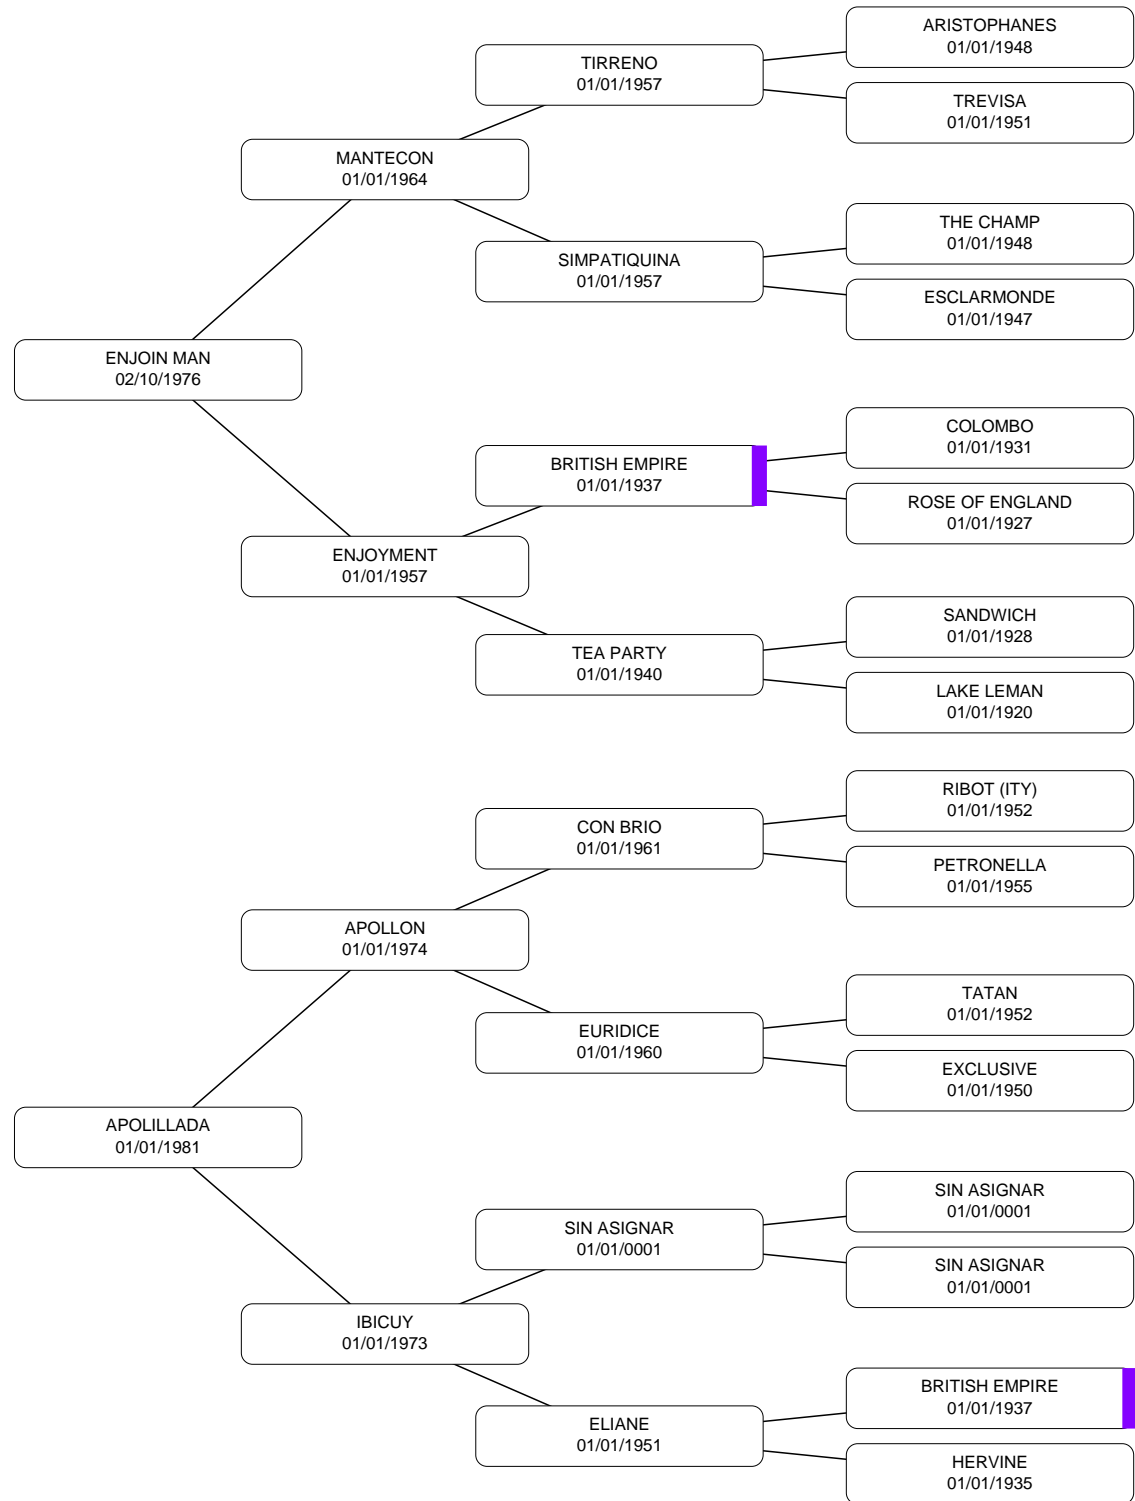 ARISTOPHANES
01/01/1948
TIRRENO
01/01/1957
TREVISA
01/01/1951
MANTECON
01/01/1964
THE CHAMP
01/01/1948
SIMPATIQUINA
01/01/1957
ESCLARMONDE
01/01/1947
ENJOIN MAN
02/10/1976
COLOMBO
01/01/1931
BRITISH EMPIRE
01/01/1937
ROSE OF ENGLAND
01/01/1927
ENJOYMENT
01/01/1957
SANDWICH
01/01/1928
TEA PARTY
01/01/1940
LAKE LEMAN
01/01/1920
RIBOT (ITY)
01/01/1952
CON BRIO
01/01/1961
PETRONELLA
01/01/1955
APOLLON
01/01/1974
TATAN
01/01/1952
EURIDICE
01/01/1960
EXCLUSIVE
01/01/1950
APOLILLADA
01/01/1981
SIN ASIGNAR
01/01/0001
SIN ASIGNAR
01/01/0001
SIN ASIGNAR
01/01/0001
IBICUY
01/01/1973
BRITISH EMPIRE
01/01/1937
ELIANE
01/01/1951
HERVINE
01/01/1935